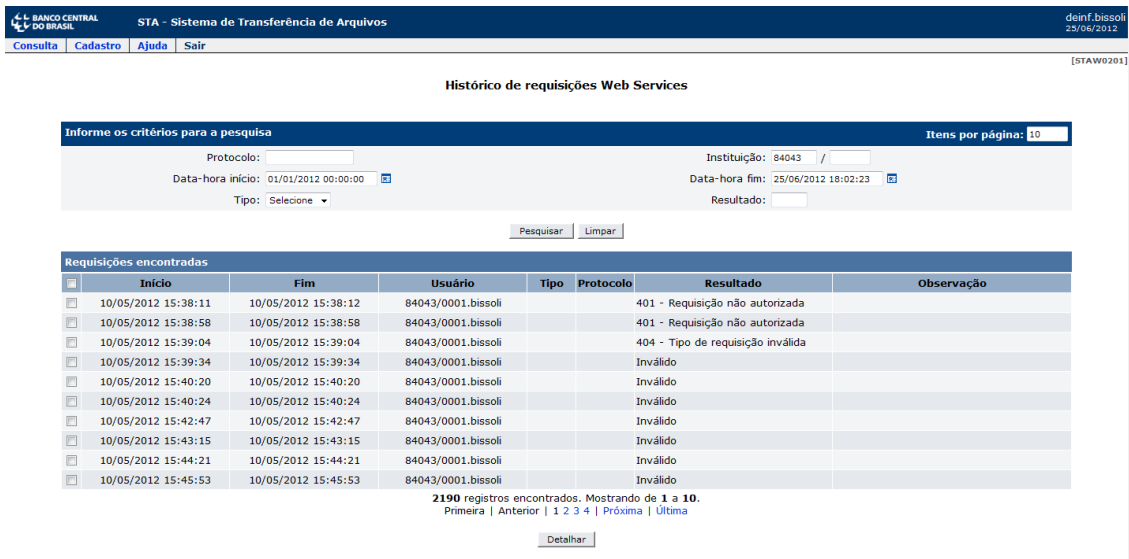 BANCO CENTRAL
DO BRASIL
STA - Sistema de Transferência de Arquivos
deinf.bissoli
25/06/2012
Consulta | Cadastro | Ajuda | Sair
[STAW0201]
Histórico de requisições Web Services
Informe os critérios para a pesquisa Itens por página: 10
Protocolo: Instituição: 84043 /
Data-hora início: 01/01/2012 00:00:00 Data-hora fim: 25/06/2012 18:02:23
Tipo: Selecione Resultado:
Pesquisar Limpar
Requisições encontradas
Início Fim Usuário Tipo Protocolo Resultado Observação
10/05/2012 15:38:11 10/05/2012 15:38:12 84043/0001.bissoli 401 - Requisição não autorizada
10/05/2012 15:38:58 10/05/2012 15:38:58 84043/0001.bissoli 401 - Requisição não autorizada
10/05/2012 15:39:04 10/05/2012 15:39:04 84043/0001.bissoli 404 - Tipo de requisição inválida
10/05/2012 15:39:34 10/05/2012 15:39:34 84043/0001.bissoli Inválido
10/05/2012 15:40:20 10/05/2012 15:40:20 84043/0001.bissoli Inválido
10/05/2012 15:40:24 10/05/2012 15:40:24 84043/0001.bissoli Inválido
10/05/2012 15:42:47 10/05/2012 15:42:47 84043/0001.bissoli Inválido
10/05/2012 15:43:15 10/05/2012 15:43:15 84043/0001.bissoli Inválido
10/05/2012 15:44:21 10/05/2012 15:44:21 84043/0001.bissoli Inválido
10/05/2012 15:45:53 10/05/2012 15:45:53 84043/0001.bissoli Inválido
2190 registros encontrados. Mostrando de 1 a 10.
Primeira | Anterior | 1 2 3 4 | Próxima | Última
Detalhar